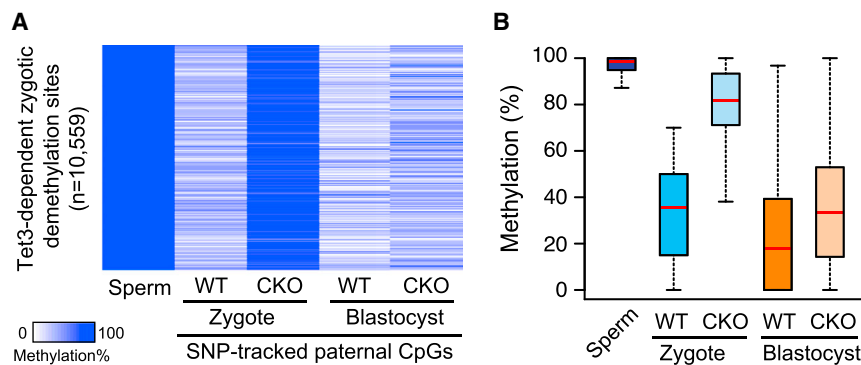 A
B
Tet3-dependent zygotic
demethylation sites
(n=10,559)
Sperm
WT
CKO
WT
CKO
Zygote
Blastocyst
SNP-tracked paternal CpGs
0
100
Methylation%
Methylation (%)
100
80
60
40
20
0
Sperm
WT
CKO
WT
CKO
Zygote
Blastocyst